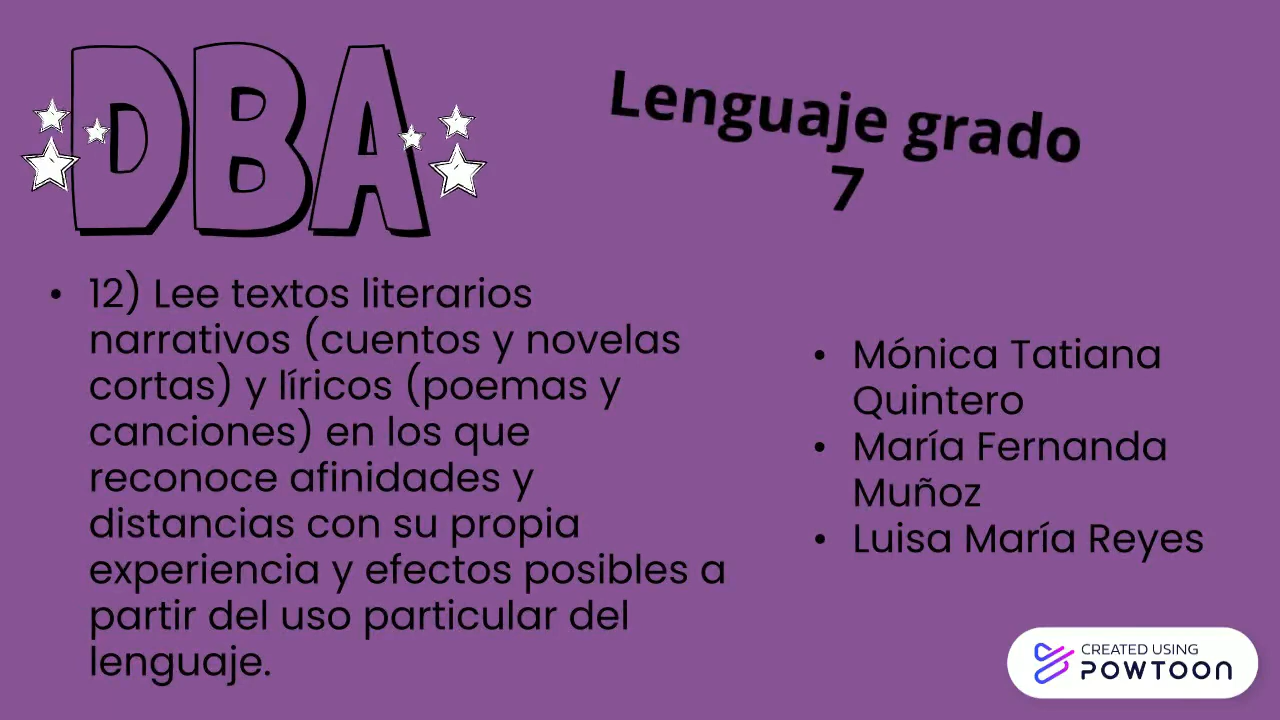 DBA
Lenguaje grado
7
• 12) Lee textos literarios
narrativos (cuentos y novelas
cortas) y líricos (poemas y
canciones) en los que
reconoce afinidades y
distancias con su propia
experiencia y efectos posibles a
partir del uso particular del
lenguaje.
• Mónica Tatiana
Quintero
• María Fernanda
Muñoz
• Luisa María Reyes
CREATED USING
POWTOON